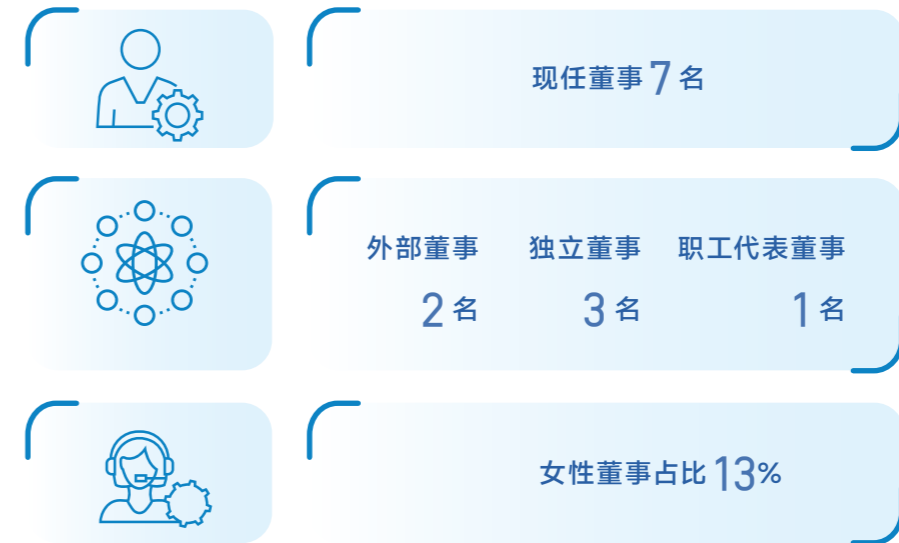 现任董事 7 名
外部董事 独立董事 职工代表董事
2 名 3 名 1 名
女性董事占比 13%